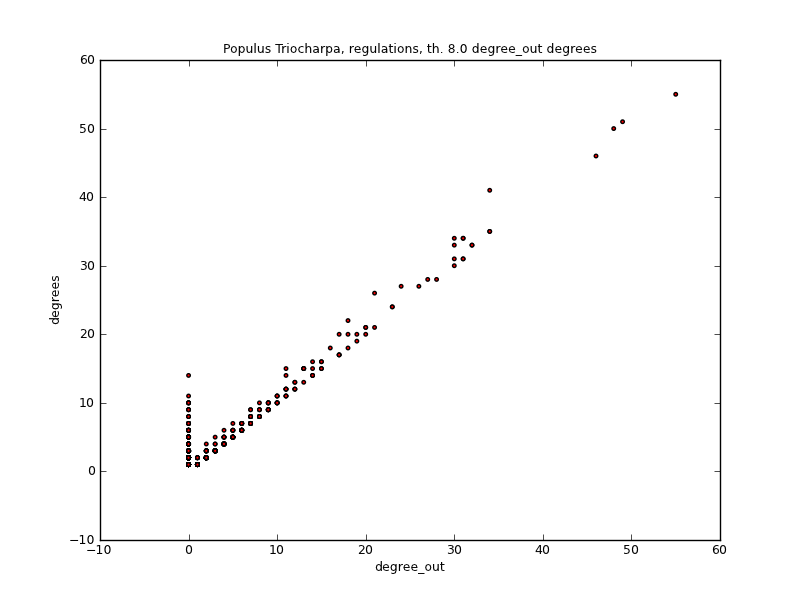 Populus Triocharpa, regulations, th. 8.0 degree_out degrees
60
50
40
30
20
10
0
−10
−10 0 10 20 30 40 50 60
degrees
degree_out